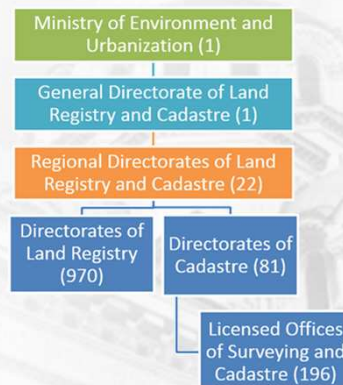 Ministry of Environment and
Urbanization (1)
General Directorate of Land
Registry and Cadastre (1)
Regional Directorates of Land
Registry and Cadastre (22)
Directorates of
Land Registry
(970)
Directorates of
Cadastre (81)
Licensed Offices
of Surveying and
Cadastre (196)